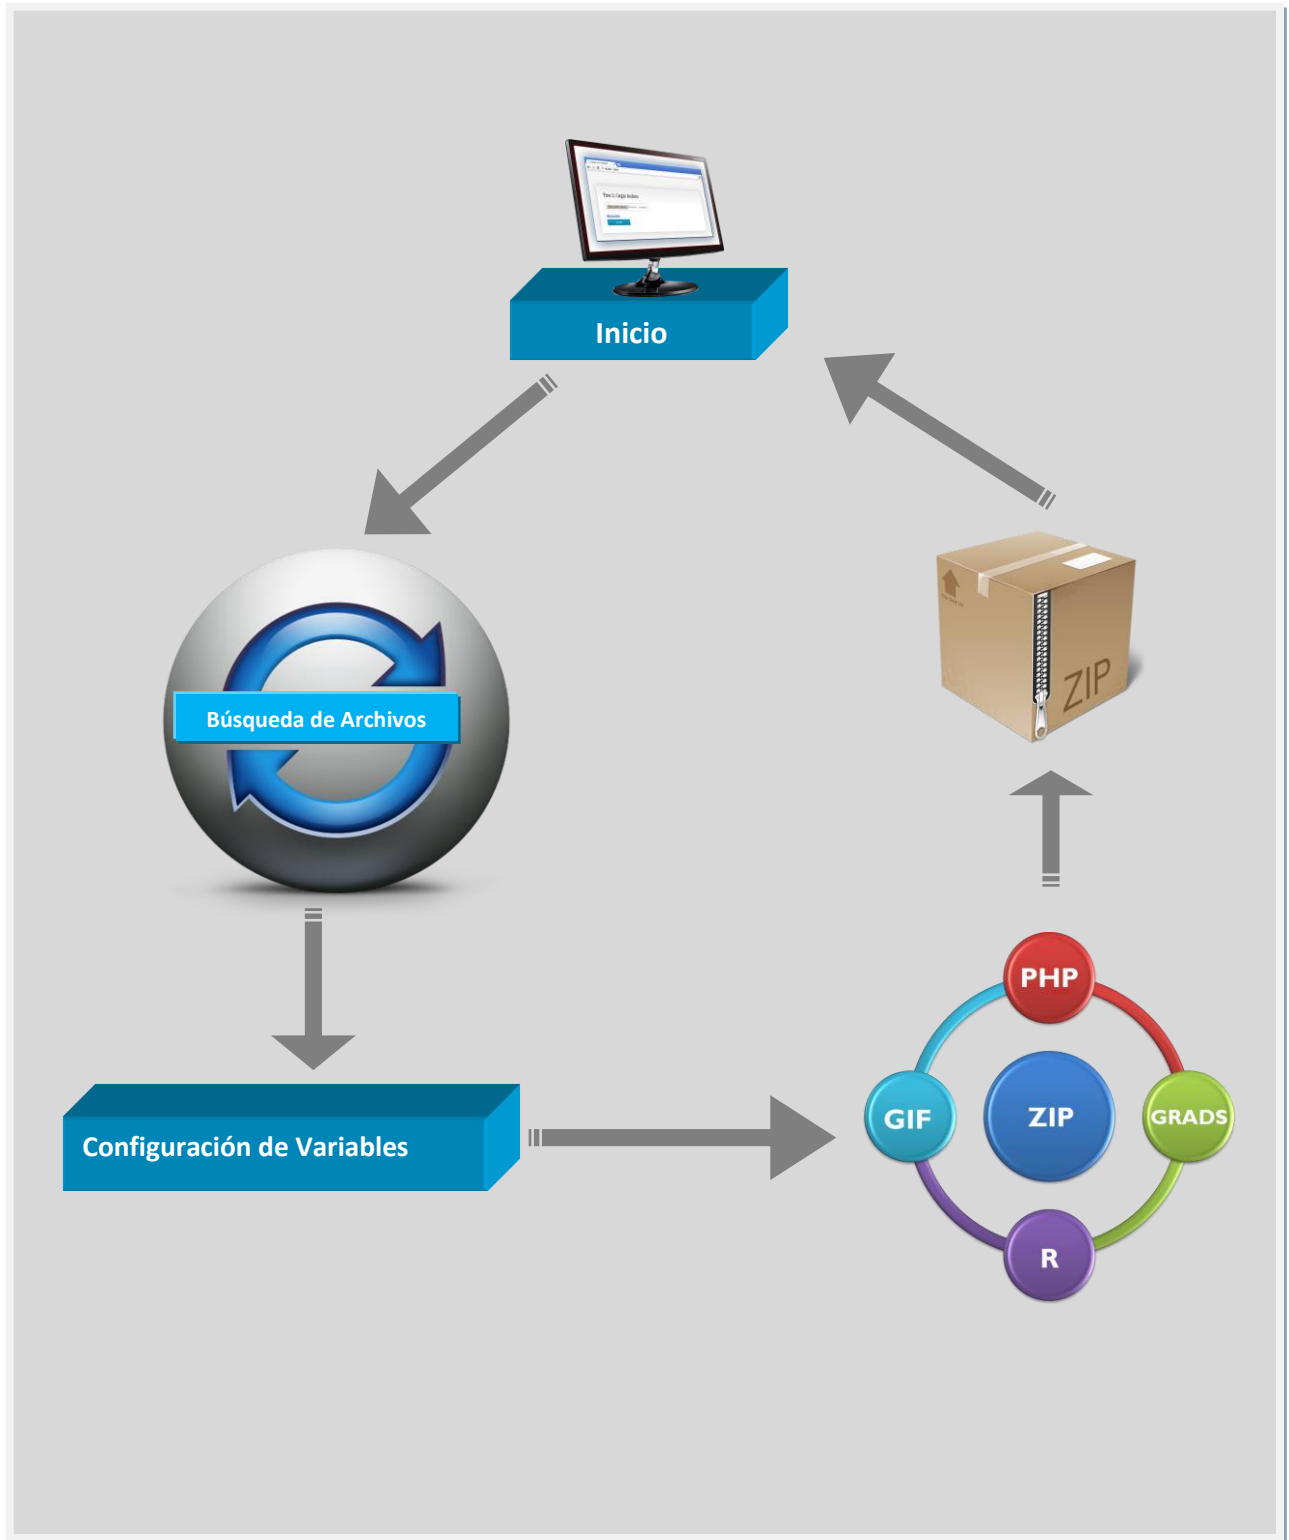 Inicio
Búsqueda de Archivos
ZIP
Configuración de Variables
PHP
GIF
ZIP
GRADS
R